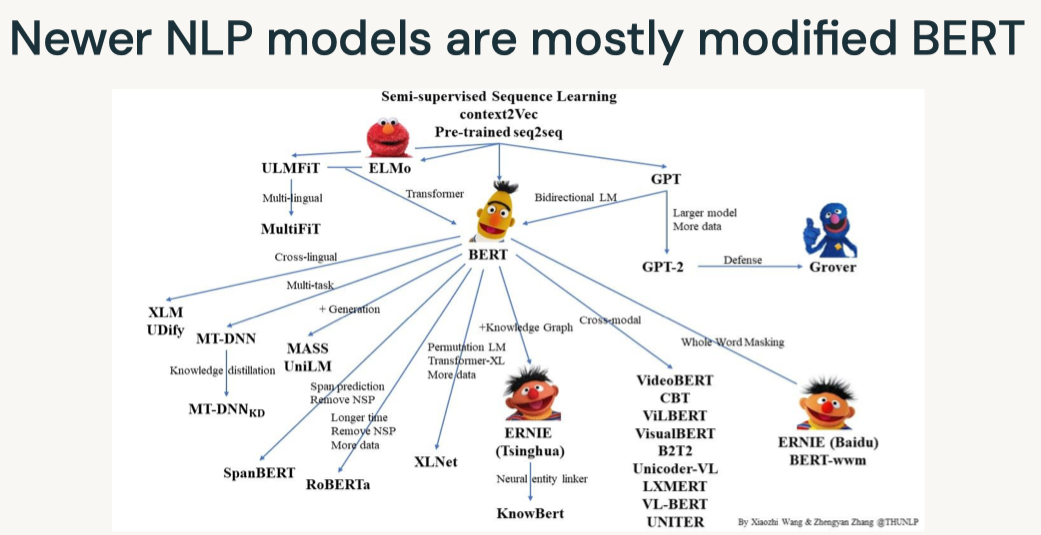 Newer NLP models are mostly modified BERT
Semi-supervised Sequence Learning
context2Vec
Pre-trained seq2seq
ULMFiT
ELMo
GPT
Multi-lingual
Transformer
Bidirectional LM
Larger model
More data
MultiFiT
BERT
GPT-2
Defense
Grover
Cross-lingual
Multi-task
+ Generation
XLM
UDify
MT-DNN
MASS
UniLM
Knowledge distillation
MT-DNNKD
Span prediction
Remove NSP
Longer time
Remove NSP
More data
Permutation LM
Transformer-XL
More data
+Knowledge Graph
Cross-modal
Whole Word Masking
SpanBERT
RoBERTa
XLNet
ERNIE
(Tsinghua)
Neural entity linker
KnowBert
VideoBERT
CBT
ViLBERT
VisualBERT
B2T2
Unicoder-VL
LXMERT
VL-BERT
UNITER
ERNIE (Baidu)
BERT-wwm
By Xiaozhi Wang & Zhengyan Zhang @THUNLP